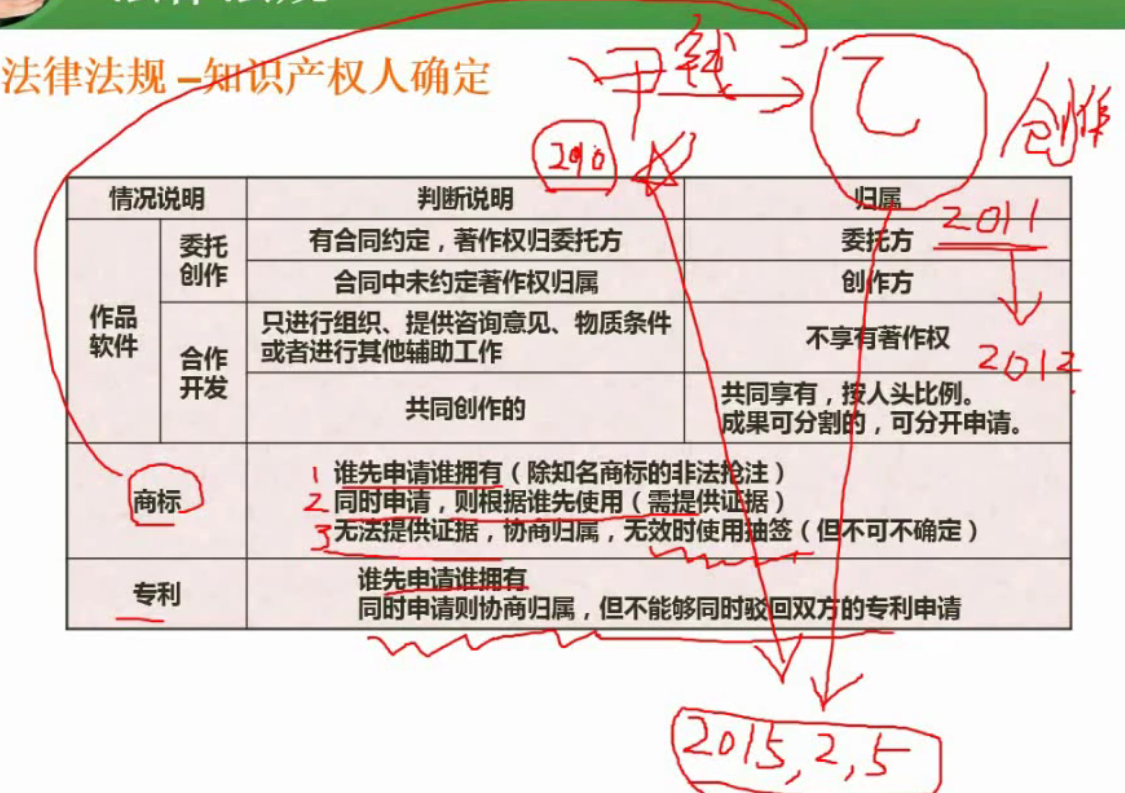 法律法规–知识产权人确定
甲 钱 乙
创作
2010
情况说明 判断说明 归属
2011
作品
软件
委托
创作
有合同约定，著作权归委托方 委托方
合同中未约定著作权归属 创作方
合作
开发
只进行组织、提供咨询意见、物质条件
或者进行其他辅助工作
不享有著作权
2012
共同创作的
共同享有，按人头比例。
成果可分割的，可分开申请。
商标
1 谁先申请谁拥有（除知名商标的非法抢注）
2 同时申请，则根据谁先使用（需提供证据）
3 无法提供证据，协商归属，无效时使用抽签（但不可不确定）
专利
谁先申请谁拥有
同时申请则协商归属，但不能够同时驳回双方的专利申请
2015,2,5